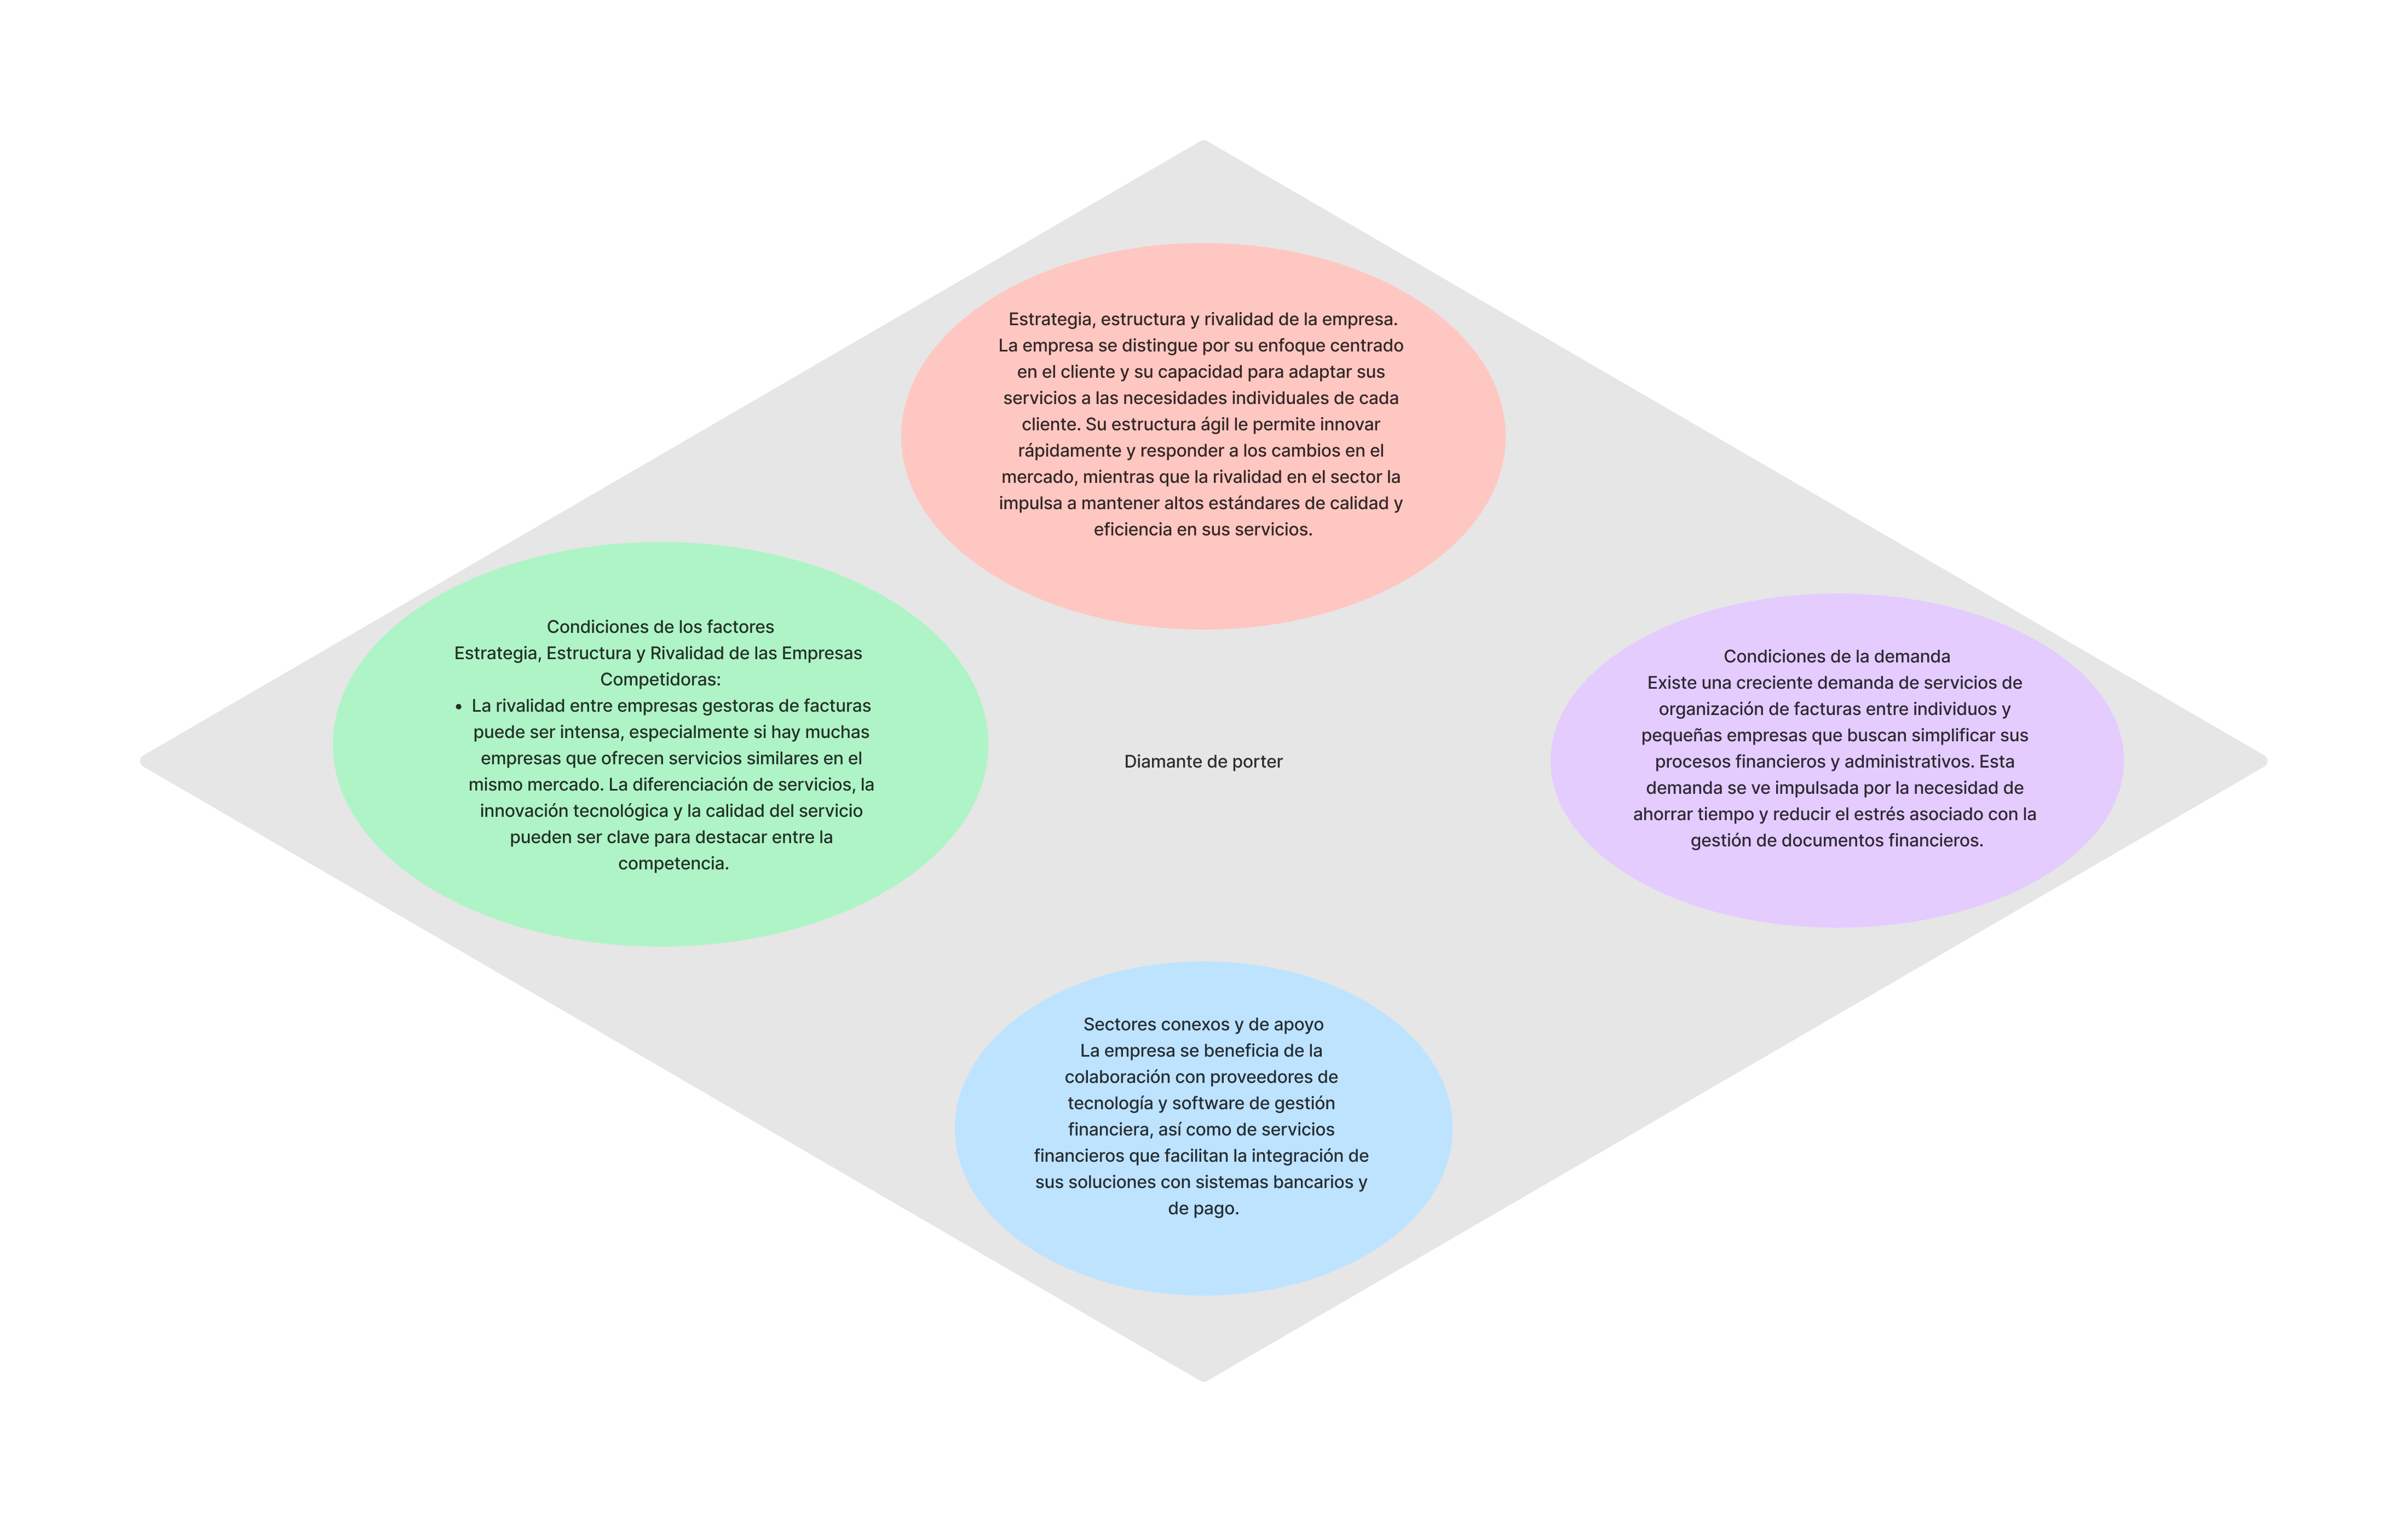 Estrategia, estructura y rivalidad de la empresa.
La empresa se distingue por su enfoque centrado
en el cliente y su capacidad para adaptar sus
servicios a las necesidades individuales de cada
cliente. Su estructura ágil le permite innovar
rápidamente y responder a los cambios en el
mercado, mientras que la rivalidad en el sector la
impulsa a mantener altos estándares de calidad y
eficiencia en sus servicios.
Condiciones de los factores
Estrategia, Estructura y Rivalidad de las Empresas
Competidoras:
• La rivalidad entre empresas gestoras de facturas
puede ser intensa, especialmente si hay muchas
empresas que ofrecen servicios similares en el
mismo mercado. La diferenciación de servicios, la
innovación tecnológica y la calidad del servicio
pueden ser clave para destacar entre la
competencia.
Diamante de porter
Condiciones de la demanda
Existe una creciente demanda de servicios de
organización de facturas entre individuos y
pequeñas empresas que buscan simplificar sus
procesos financieros y administrativos. Esta
demanda se ve impulsada por la necesidad de
ahorrar tiempo y reducir el estrés asociado con la
gestión de documentos financieros.
Sectores conexos y de apoyo
La empresa se beneficia de la
colaboración con proveedores de
tecnología y software de gestión
financiera, así como de servicios
financieros que facilitan la integración de
sus soluciones con sistemas bancarios y
de pago.